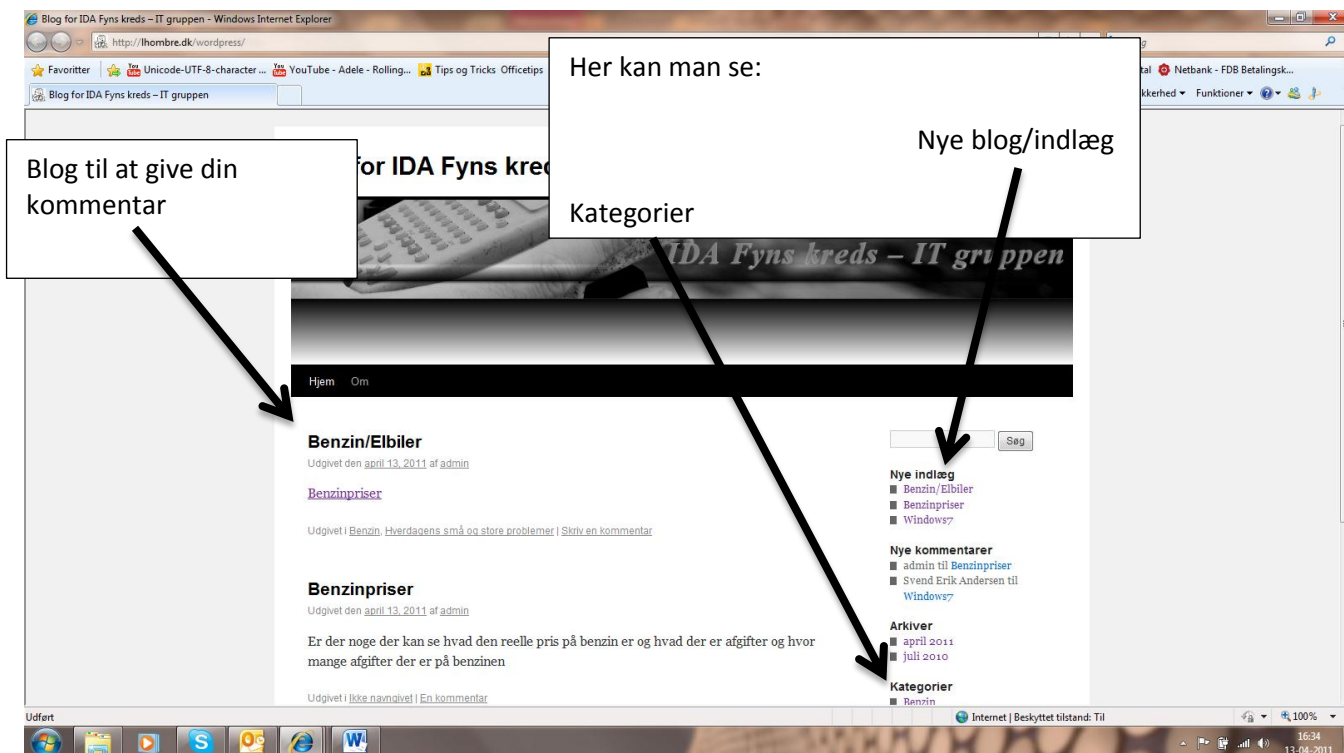 Blog for IDA Fyns kreds – IT gruppen - Windows Internet Explorer
http://lhombre.dk/wordpress/
Favoritter
Unicode-UTF-8-character ...
YouTube - Adele - Rolling...
Tips og Tricks Officetips
Netbank - FDB Betalingsk...
Blog for IDA Fyns kreds – IT gruppen
Funktioner
Her kan man se:
Nye blog/indlæg
Kategorier
Blog til at give din
kommentar
for IDA Fyns
IDA Fyns kreds – IT gruppen
Hjem Om
Benzin/Elbiler
Udgivet den april 13, 2011 af admin
Benzinpriser
Udgivet i Benzin, Hverdagens små og store problemer | Skriv en kommentar
Benzinpriser
Udgivet den april 13, 2011 af admin
Er der noge der kan se hvad den reelle pris på benzin er og hvad der er afgifter og hvor
mange afgifter der er på benzinen
Udgivet i Ikke navngivet | En kommentar
Søg
Nye indlæg
Benzin/Elbiler
Benzinpriser
Windows7
Nye kommentarer
admin til Benzinpriser
Svend Erik Andersen til
Windows7
Arkiver
april 2011
juli 2010
Kategorier
Benzin
Udført
Internet | Beskyttet tilstand: Til
100%
16:34
13-04-2011